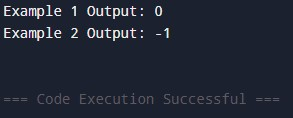 Example 1 Output: 0
Example 2 Output: -1
=== Code Execution Successful ===